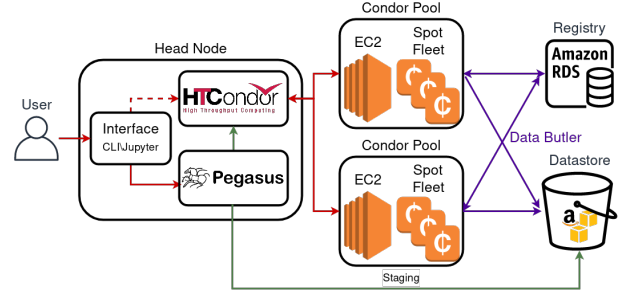 Condor Pool
EC2
Spot
Fleet
Registry
Amazon
RDS
Head Node
HTCondor
High Throughput Computing
User
Interface
CLI\Jupyter
Pegasus
Data Butler
Condor Pool
EC2
Spot
Fleet
Datastore
a
Staging